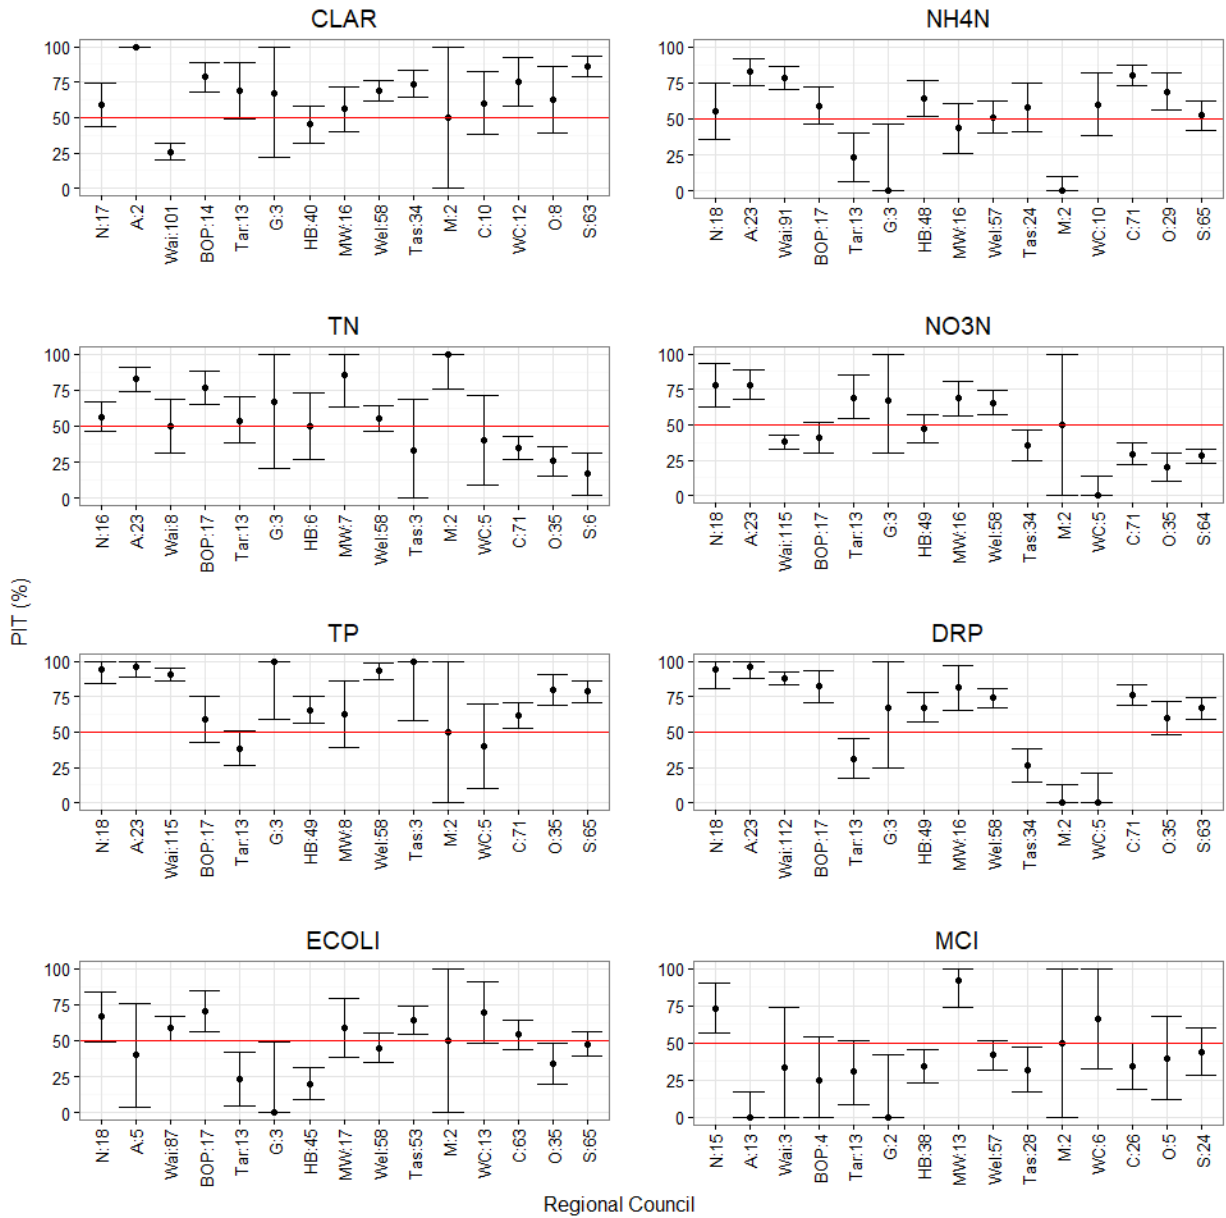 CLAR
100
75
50
25
0
N:17
A:2
Wai:101
BOP:14
Tar:13
G:3
HB:40
MW:16
Wel:58
Tas:34
M:2
C:10
WC:12
O:8
S:63
NH4N
100
75
50
25
0
N:18
A:23
Wai:91
BOP:17
Tar:13
G:3
HB:48
MW:16
Wel:57
Tas:24
M:2
WC:10
C:71
O:29
S:65
TN
100
75
50
25
0
N:16
A:23
Wai:8
BOP:17
Tar:13
G:3
HB:6
MW:7
Wel:58
Tas:3
M:2
WC:5
C:71
O:35
S:6
NO3N
100
75
50
25
0
N:18
A:23
Wai:115
BOP:17
Tar:13
G:3
HB:49
MW:16
Wel:58
Tas:34
M:2
WC:5
C:71
O:35
S:64
PIT (%)
TP
100
75
50
25
0
N:18
A:23
Wai:115
BOP:17
Tar:13
G:3
HB:49
MW:8
Wel:58
Tas:3
M:2
WC:5
C:71
O:35
S:65
DRP
100
75
50
25
0
N:18
A:23
Wai:112
BOP:17
Tar:13
G:3
HB:49
MW:16
Wel:58
Tas:34
M:2
WC:5
C:71
O:35
S:63
ECOLI
100
75
50
25
0
N:18
A:5
Wai:87
BOP:17
Tar:13
G:3
HB:45
MW:17
Wel:58
Tas:53
M:2
WC:13
C:63
O:35
S:65
MCI
100
75
50
25
0
N:15
A:13
Wai:3
BOP:4
Tar:13
G:2
HB:38
MW:13
Wel:57
Tas:28
M:2
WC:6
C:26
O:5
S:24
Regional Council